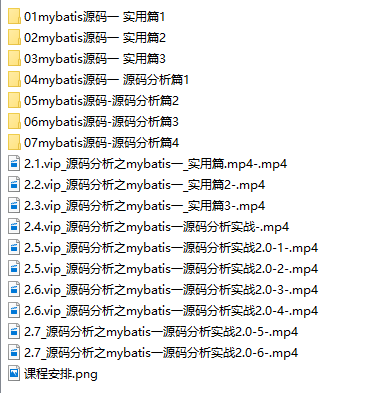 01mybatis源码一 实用篇1
02mybatis源码一 实用篇2
03mybatis源码一 实用篇3
04mybatis源码一 源码分析篇1
05mybatis源码-源码分析篇2
06mybatis源码-源码分析篇3
07mybatis源码-源码分析篇4
2.1.vip_源码分析之mybatis一_实用篇.mp4-.mp4
2.2.vip_源码分析之mybatis一_实用篇2-.mp4
2.3.vip_源码分析之mybatis一_实用篇3-.mp4
2.4.vip_源码分析之mybatis一源码分析实战-.mp4
2.5.vip_源码分析之mybatis一源码分析实战2.0-1-.mp4
2.5.vip_源码分析之mybatis一源码分析实战2.0-2-.mp4
2.6.vip_源码分析之mybatis一源码分析实战2.0-3-.mp4
2.6.vip_源码分析之mybatis一源码分析实战2.0-4-.mp4
2.7_源码分析之mybatis一源码分析实战2.0-5-.mp4
2.7_源码分析之mybatis一源码分析实战2.0-6-.mp4
课程安排.png